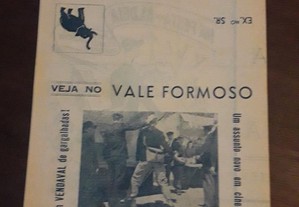 EX.MO SR.
VEJA NO VALE FORMOSO
VENDAVAL de gargalhadas!
Um assunto novo em